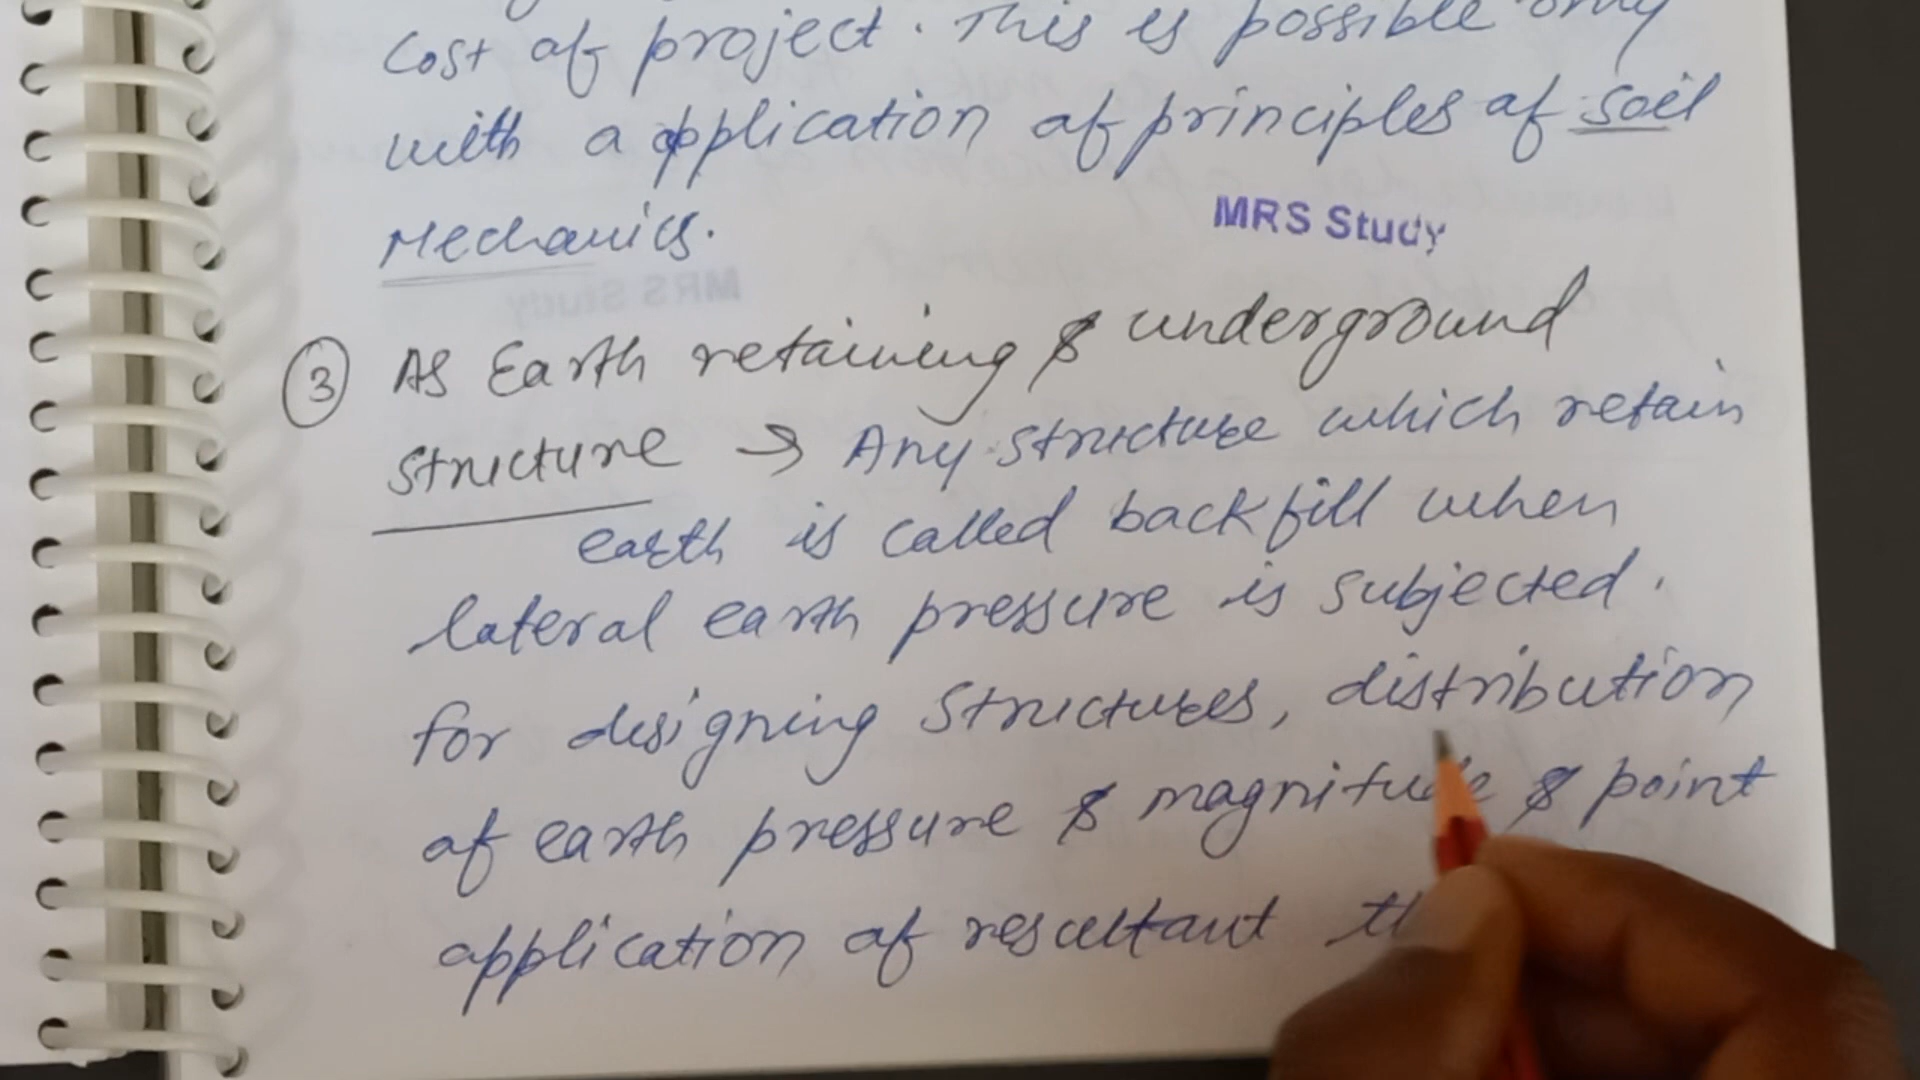 cost of project. This is possible only
with a application of principles of soil
Mechanics.
MRS Study
3 As Earth retaining & underground
structure → Any structure which retain
earth is called backfill when
lateral earth pressure is subjected.
for designing structures, distribution
of earth pressure & magnitude & point
application of resultant